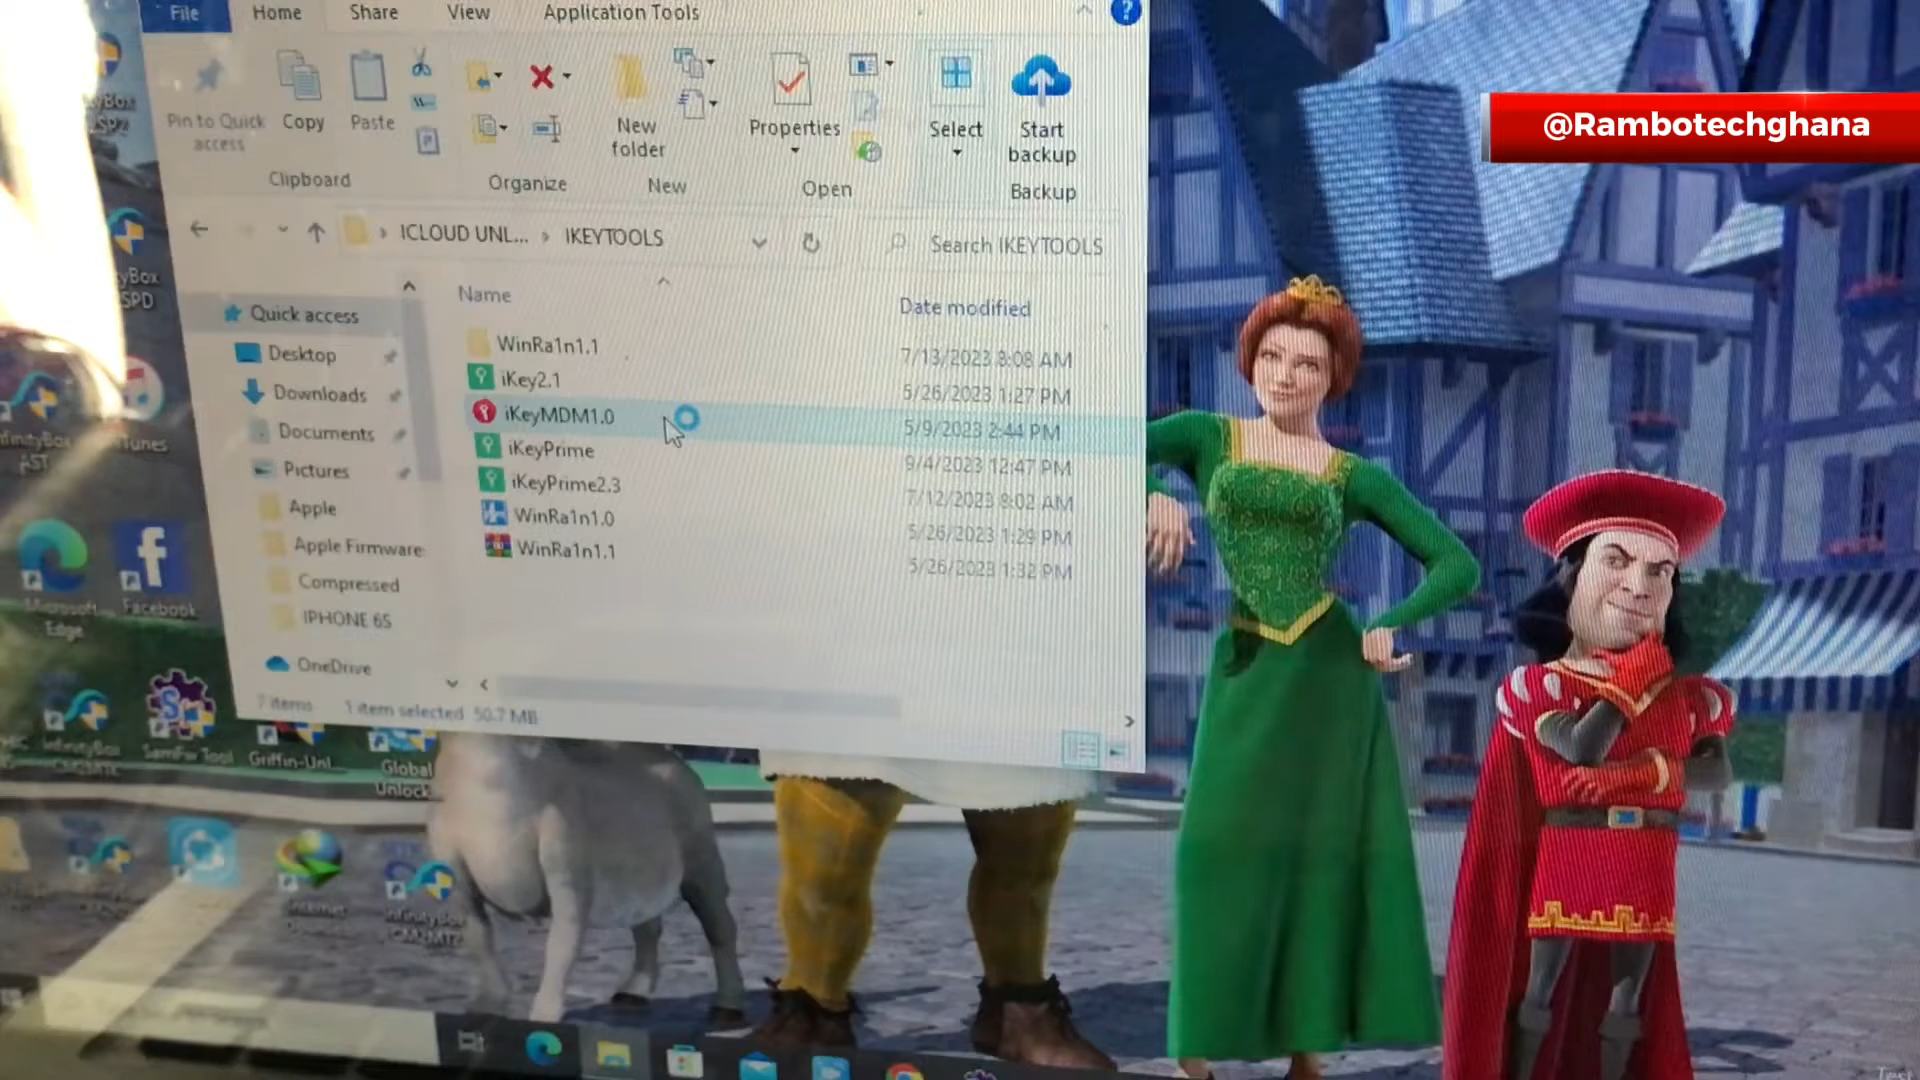 File Home Share View Application Tools
@Rambotechghana
Pin to Quick access
Copy
Paste
New folder
Properties
Select
Start backup
Clipboard
Organize
New
Open
Backup
ICLOUD UNL... › IKEYTOOLS
Search IKEYTOOLS
Name
Date modified
Quick access
Desktop
Downloads
Documents
Pictures
Apple
Apple Firmware
Compressed
IPHONE 6S
OneDrive
WinRa1n1.1
7/13/2023 8:08 AM
iKey2.1
5/26/2023 1:27 PM
iKeyMDM1.0
5/9/2023 2:44 PM
iKeyPrime
9/4/2023 12:47 PM
iKeyPrime2.3
7/12/2023 8:02 AM
WinRa1n1.0
5/26/2023 1:29 PM
WinRa1n1.1
5/26/2023 1:32 PM
7 items 1 item selected 50.7 MB
Microsoft Edge
Facebook
SamFw Tool
Griffin-Unl...
Global Unlock